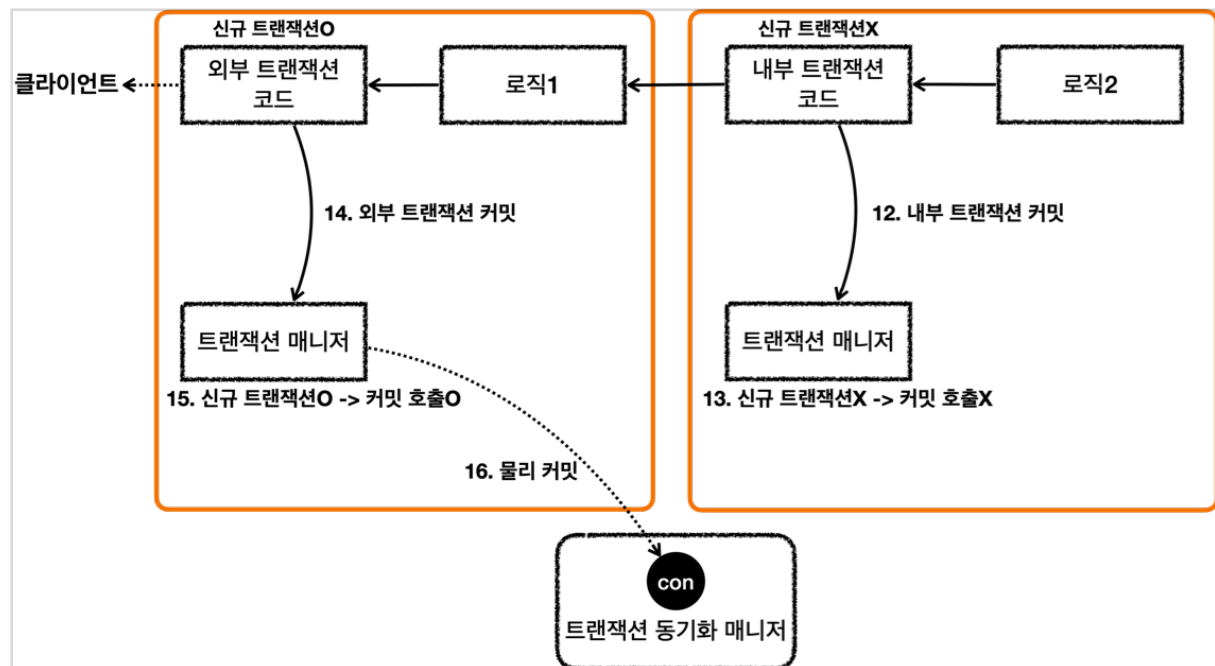 신규 트랜잭션O
신규 트랜잭션X
클라이언트
외부 트랜잭션
코드
로직1
내부 트랜잭션
코드
로직2
14. 외부 트랜잭션 커밋
12. 내부 트랜잭션 커밋
트랜잭션 매니저
트랜잭션 매니저
15. 신규 트랜잭션O -> 커밋 호출O
13. 신규 트랜잭션X -> 커밋 호출X
16. 물리 커밋
con
트랜잭션 동기화 매니저